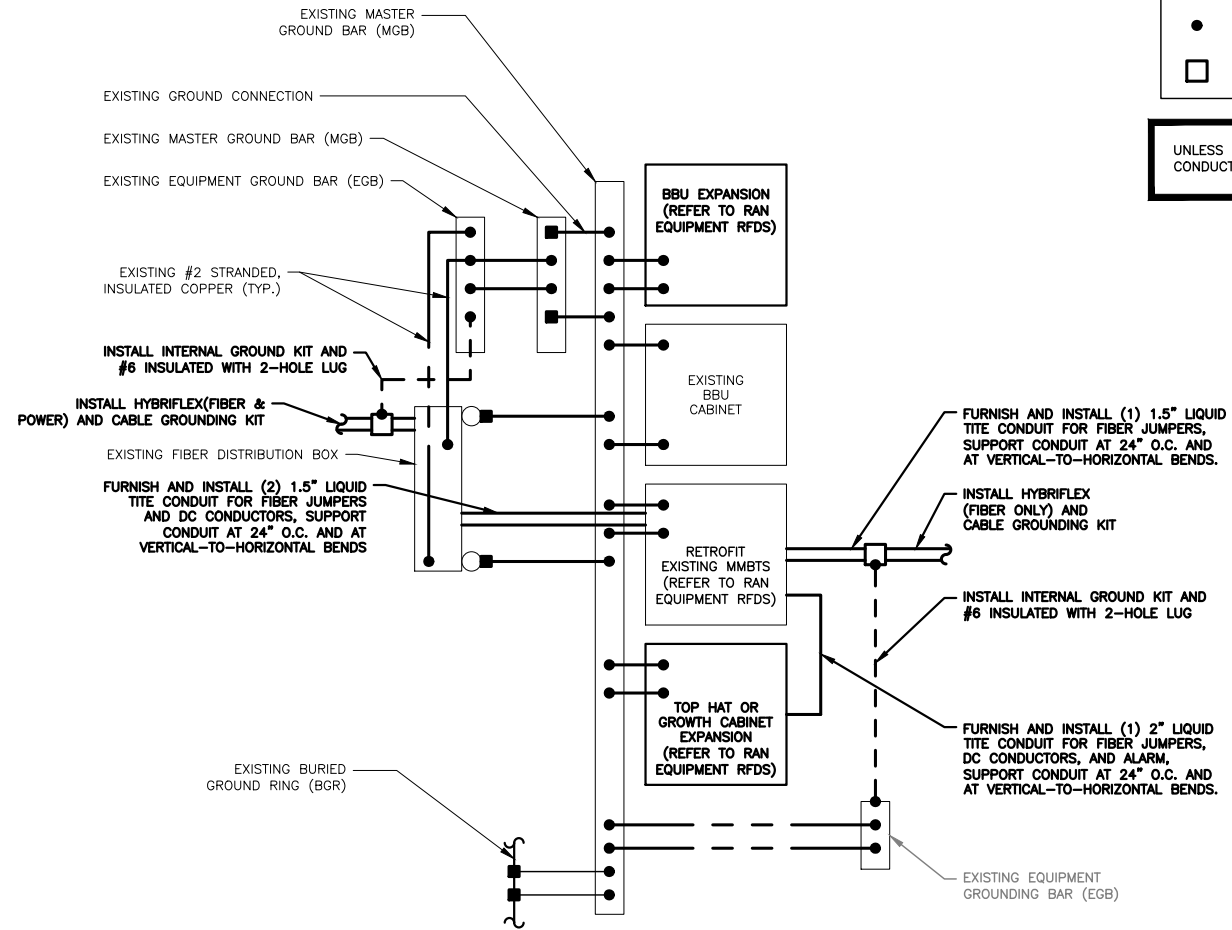 EXISTING MASTER
GROUND BAR (MGB)
EXISTING GROUND CONNECTION
EXISTING MASTER GROUND BAR (MGB)
EXISTING EQUIPMENT GROUND BAR (EGB)
EXISTING #2 STRANDED,
INSULATED COPPER (TYP.)
INSTALL INTERNAL GROUND KIT AND
#6 INSULATED WITH 2-HOLE LUG
INSTALL HYBRIFLEX(FIBER &
POWER) AND CABLE GROUNDING KIT
EXISTING FIBER DISTRIBUTION BOX
FURNISH AND INSTALL (2) 1.5" LIQUID
TITE CONDUIT FOR FIBER JUMPERS
AND DC CONDUCTORS, SUPPORT
CONDUIT AT 24" O.C. AND AT
VERTICAL-TO-HORIZONTAL BENDS
EXISTING BURIED
GROUND RING (BGR)
BBU EXPANSION
(REFER TO RAN
EQUIPMENT RFDS)
EXISTING
BBU
CABINET
RETROFIT
EXISTING MMBTS
(REFER TO RAN
EQUIPMENT RFDS)
TOP HAT OR
GROWTH CABINET
EXPANSION
(REFER TO RAN
EQUIPMENT RFDS)
UNLESS
CONDUCT
FURNISH AND INSTALL (1) 1.5" LIQUID
TITE CONDUIT FOR FIBER JUMPERS,
SUPPORT CONDUIT AT 24" O.C. AND
AT VERTICAL-TO-HORIZONTAL BENDS.
INSTALL HYBRIFLEX
(FIBER ONLY) AND
CABLE GROUNDING KIT
INSTALL INTERNAL GROUND KIT AND
#6 INSULATED WITH 2-HOLE LUG
FURNISH AND INSTALL (1) 2" LIQUID
TITE CONDUIT FOR FIBER JUMPERS,
DC CONDUCTORS, AND ALARM,
SUPPORT CONDUIT AT 24" O.C. AND
AT VERTICAL-TO-HORIZONTAL BENDS.
EXISTING EQUIPMENT
GROUNDING BAR (EGB)